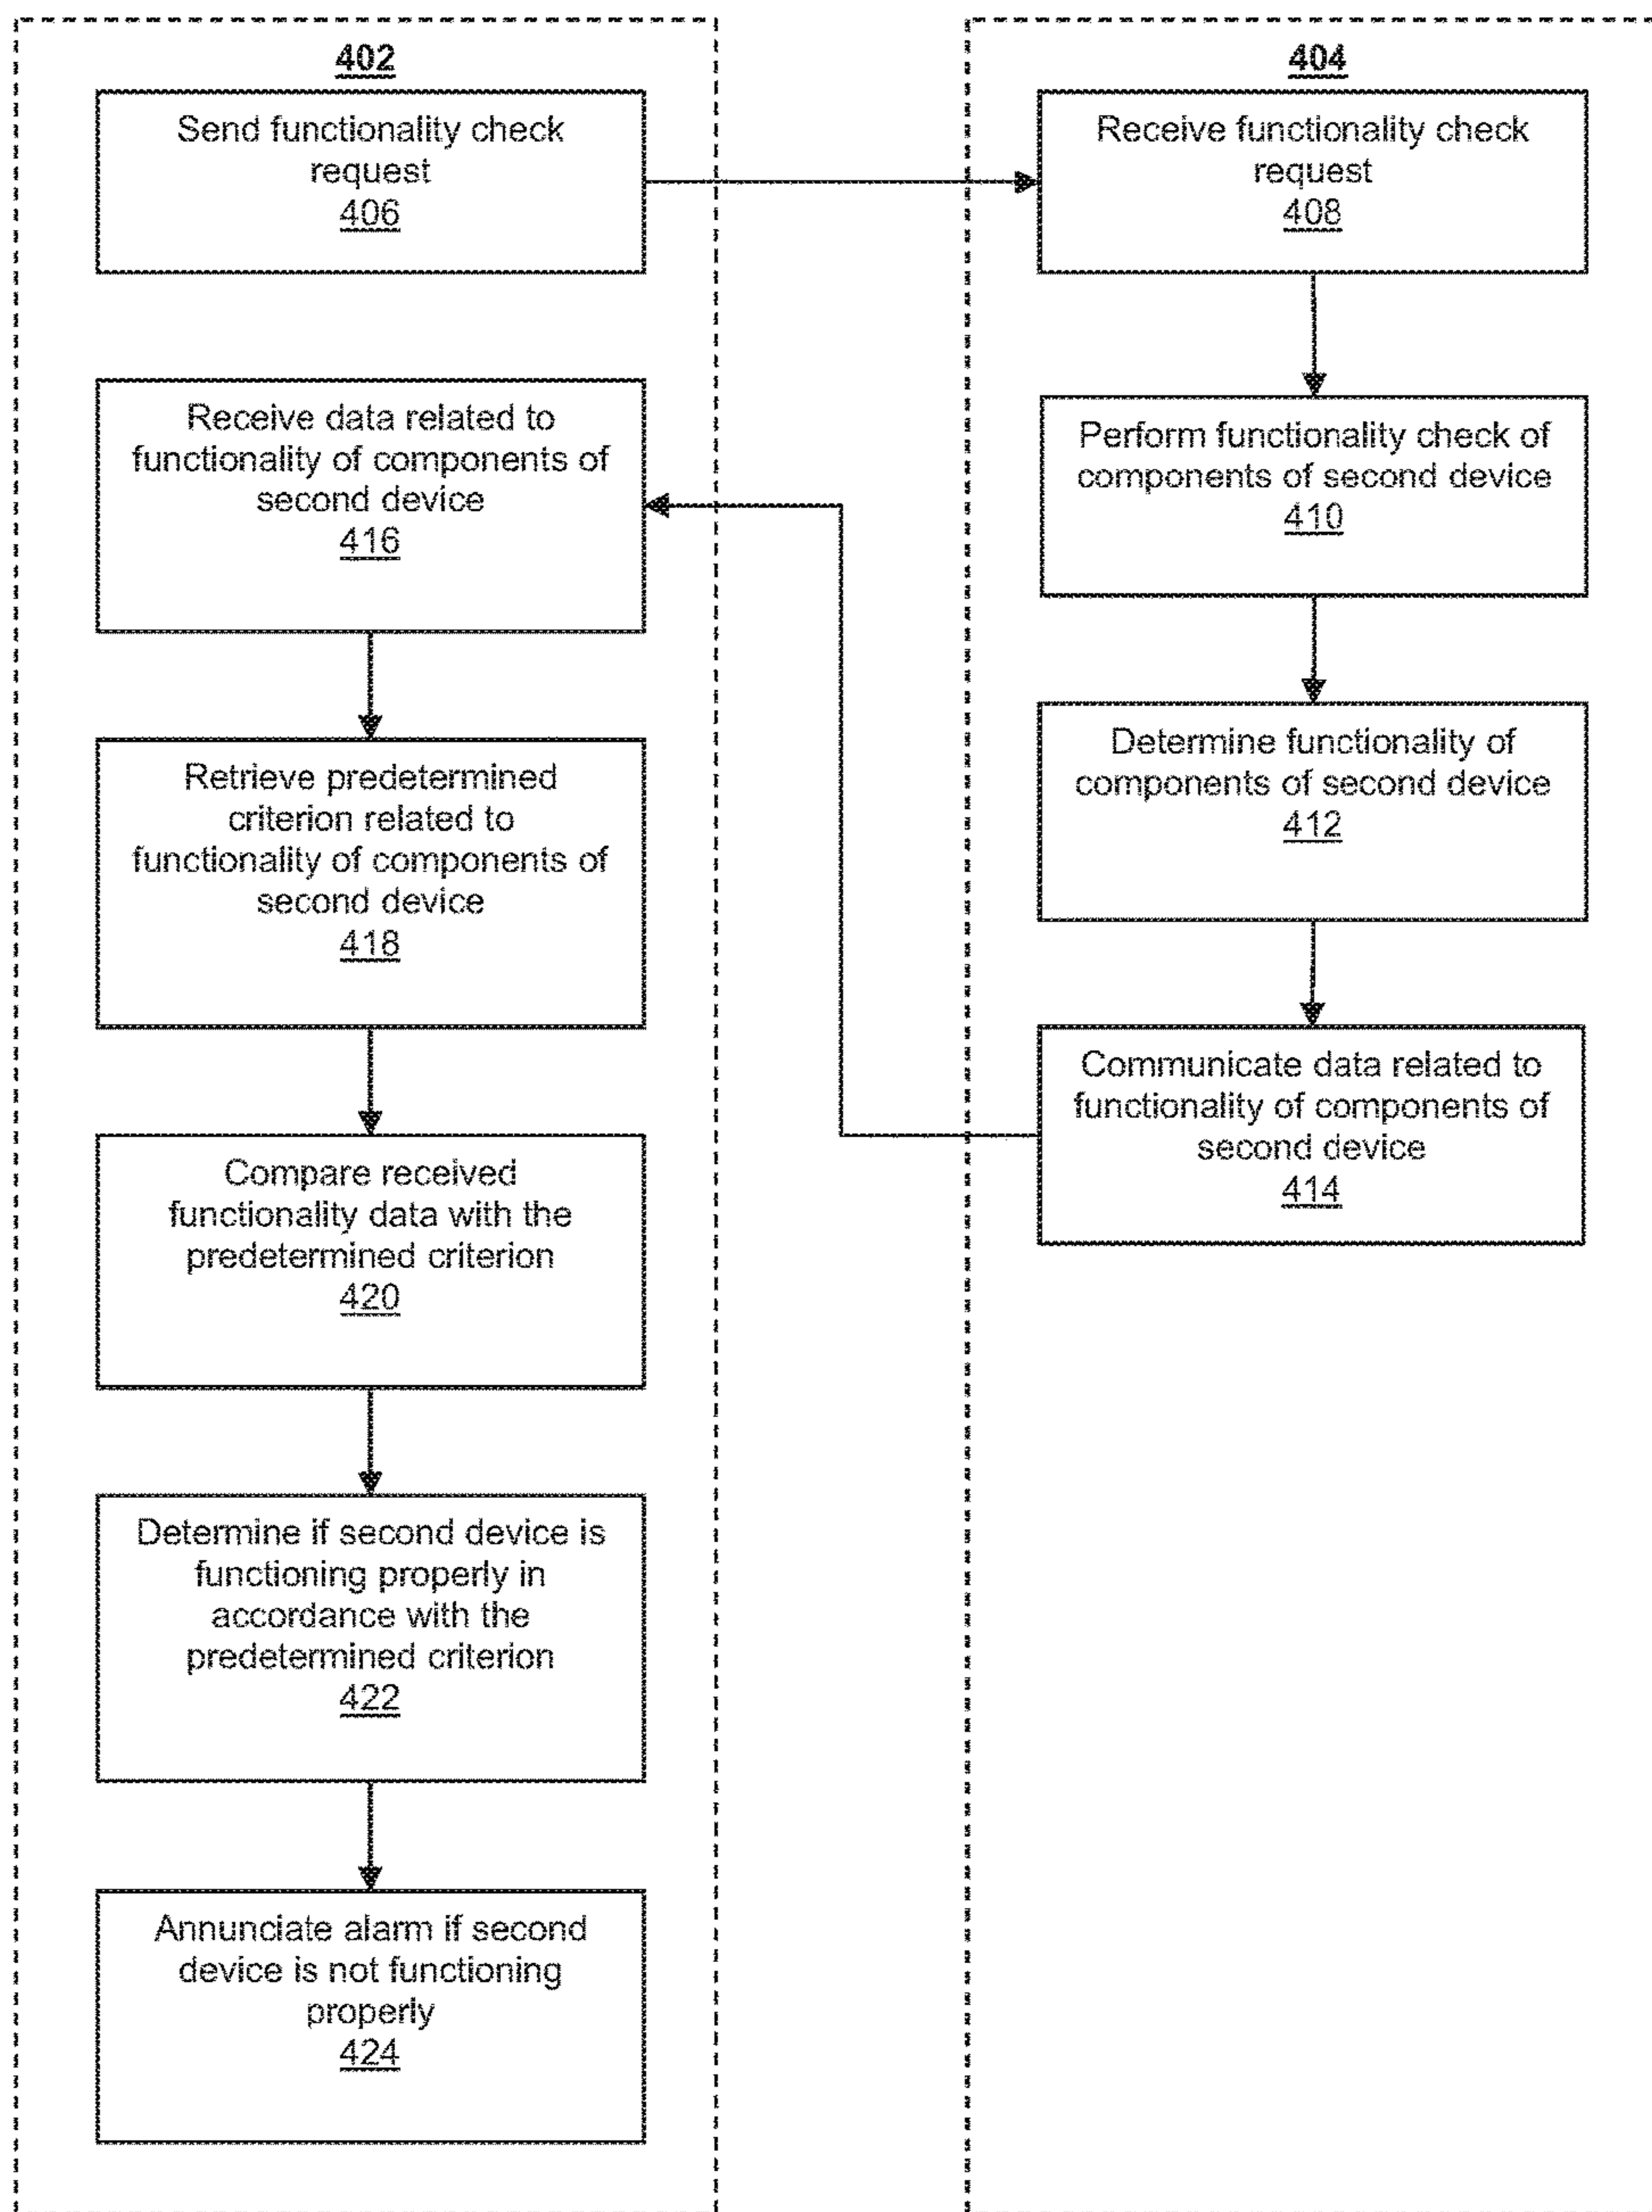 402
Send functionality check
request
406
Receive data related to
functionality of components of
second device
416
Retrieve predetermined
criterion related to
functionality of components of
second device
418
Compare received
functionality data with the
predetermined criterion
420
Determine if second device is
functioning properly in
accordance with the
predetermined criterion
422
Annunciate alarm if second
device is not functioning
properly
424
404
Receive functionality check
request
408
Perform functionality check of
components of second device
410
Determine functionality of
components of second device
412
Communicate data related to
functionality of components of
second device
414